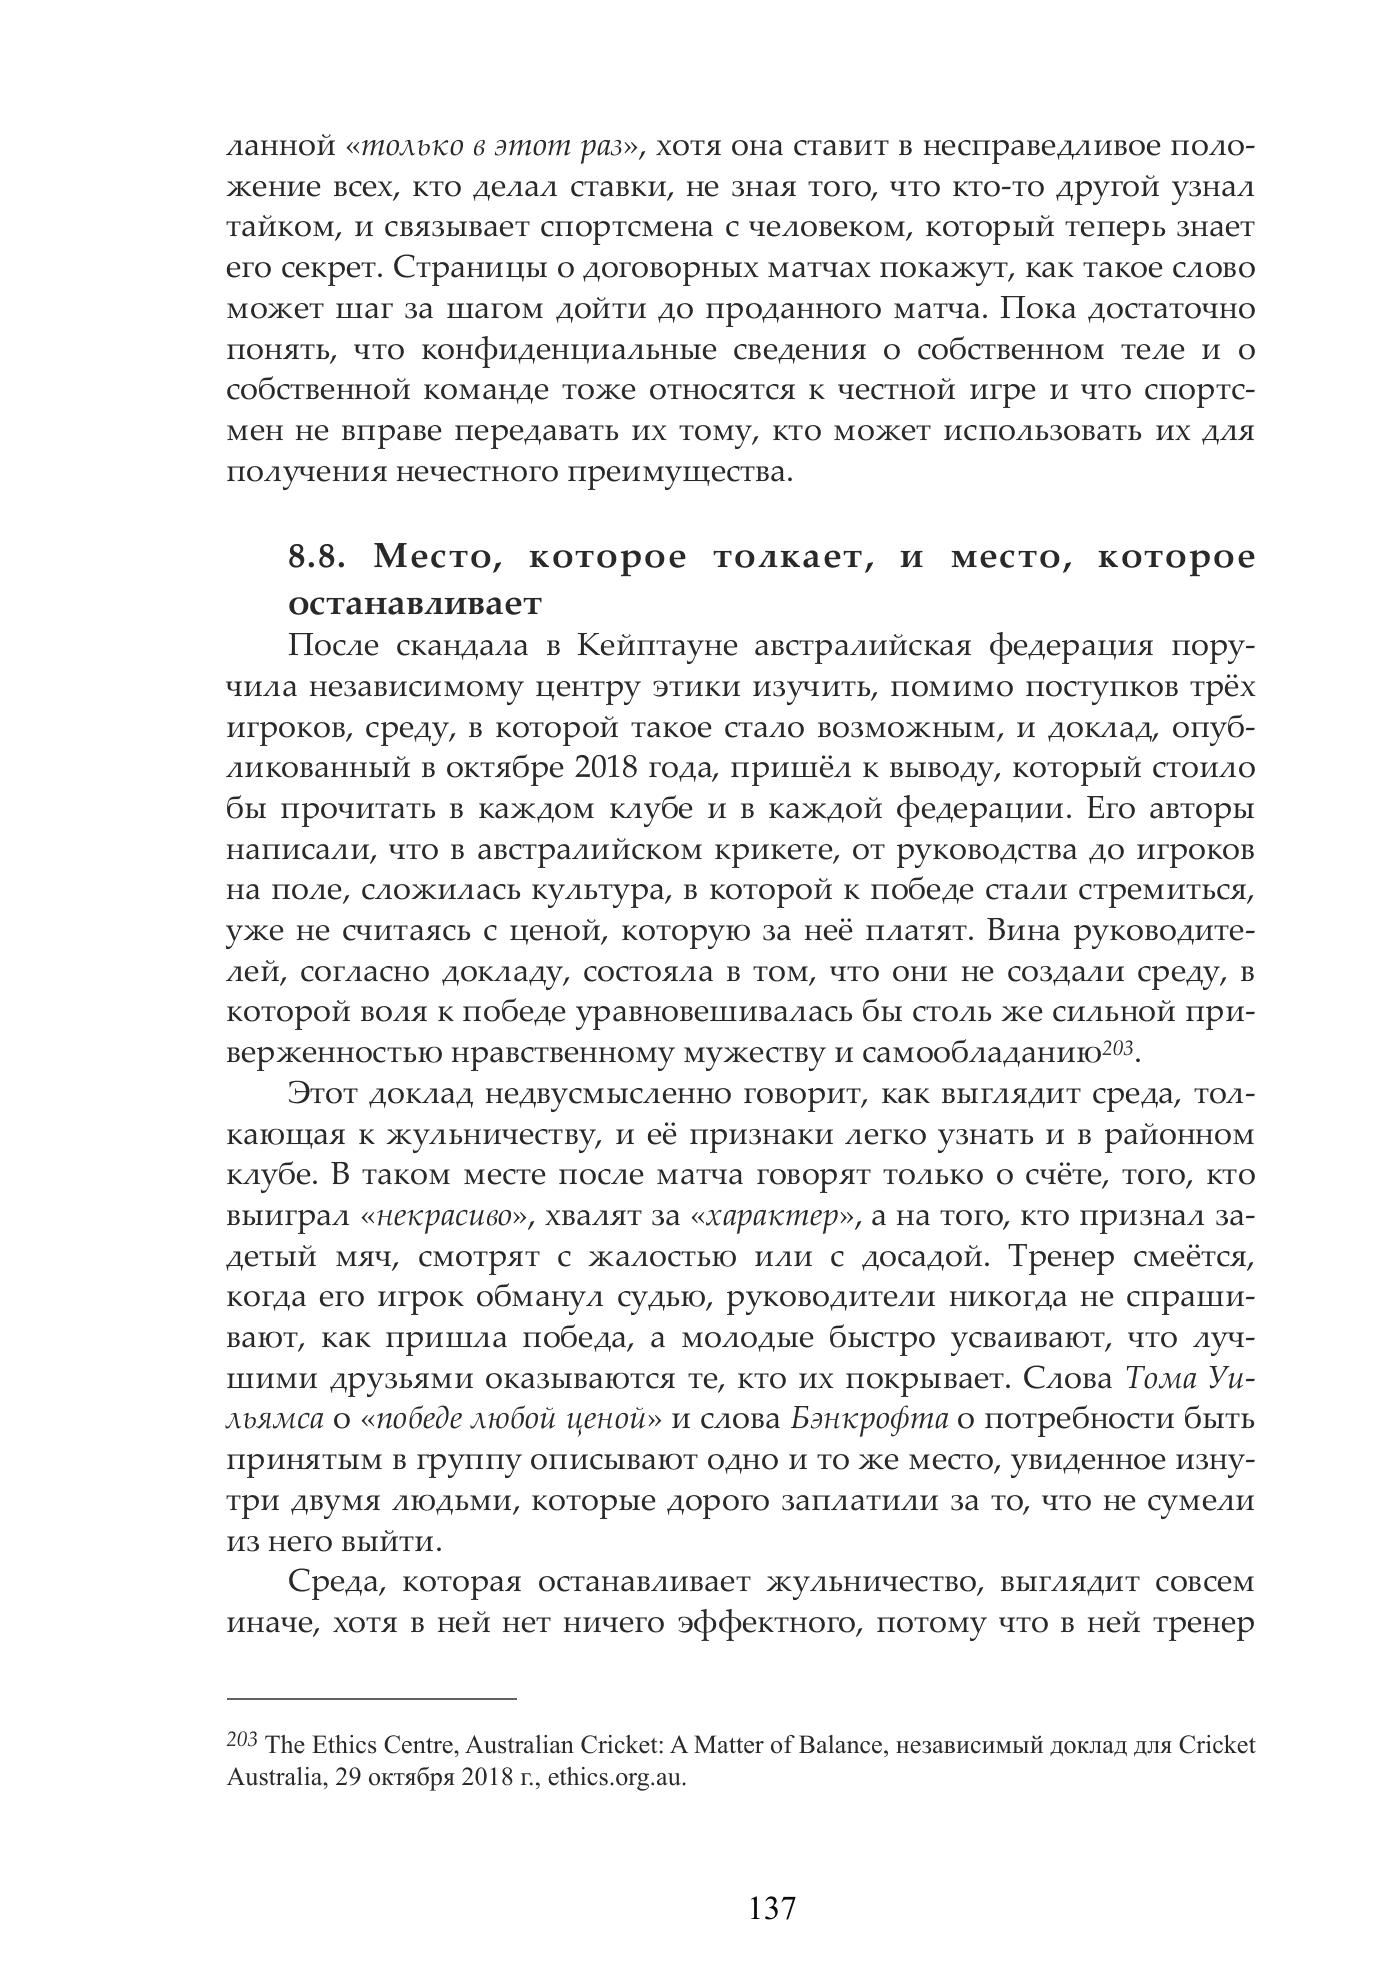 ланной «только в этот раз», хотя она ставит в несправедливое поло-
жение всех, кто делал ставки, не зная того, что кто-то другой узнал
тайком, и связывает спортсмена с человеком, который теперь знает
его секрет. Страницы о договорных матчах покажут, как такое слово
может шаг за шагом дойти до проданного матча. Пока достаточно
понять, что конфиденциальные сведения о собственном теле и о
собственной команде тоже относятся к честной игре и что спортс-
мен не вправе передавать их тому, кто может использовать их для
получения нечестного преимущества.
8.8. Место, которое толкает, и место, которое
останавливает
После скандала в Кейптауне австралийская федерация пору-
чила независимому центру этики изучить, помимо поступков трёх
игроков, среду, в которой такое стало возможным, и доклад, опуб-
ликованный в октябре 2018 года, пришёл к выводу, который стоило
бы прочитать в каждом клубе и в каждой федерации. Его авторы
написали, что в австралийском крикете, от руководства до игроков
на поле, сложилась культура, в которой к победе стали стремиться,
уже не считаясь с ценой, которую за неё платят. Вина руководите-
лей, согласно докладу, состояла в том, что они не создали среду, в
которой воля к победе уравновешивалась бы столь же сильной при-
верженностью нравственному мужеству и самообладанию203.
Этот доклад недвусмысленно говорит, как выглядит среда, тол-
кающая к жульничеству, и её признаки легко узнать и в районном
клубе. В таком месте после матча говорят только о счёте, того, кто
выиграл «некрасиво», хвалят за «характер», а на того, кто признал за-
детый мяч, смотрят с жалостью или с досадой. Тренер смеётся,
когда его игрок обманул судью, руководители никогда не спраши-
вают, как пришла победа, а молодые быстро усваивают, что луч-
шими друзьями оказываются те, кто их покрывает. Слова Тома Уи-
льямса о «победе любой ценой» и слова Бэнкрофта о потребности быть
принятым в группу описывают одно и то же место, увиденное изну-
три двумя людьми, которые дорого заплатили за то, что не сумели
из него выйти.
Среда, которая останавливает жульничество, выглядит совсем
иначе, хотя в ней нет ничего эффектного, потому что в ней тренер
203 The Ethics Centre, Australian Cricket: A Matter of Balance, независимый доклад для Cricket
Australia, 29 октября 2018 г., ethics.org.au.
137